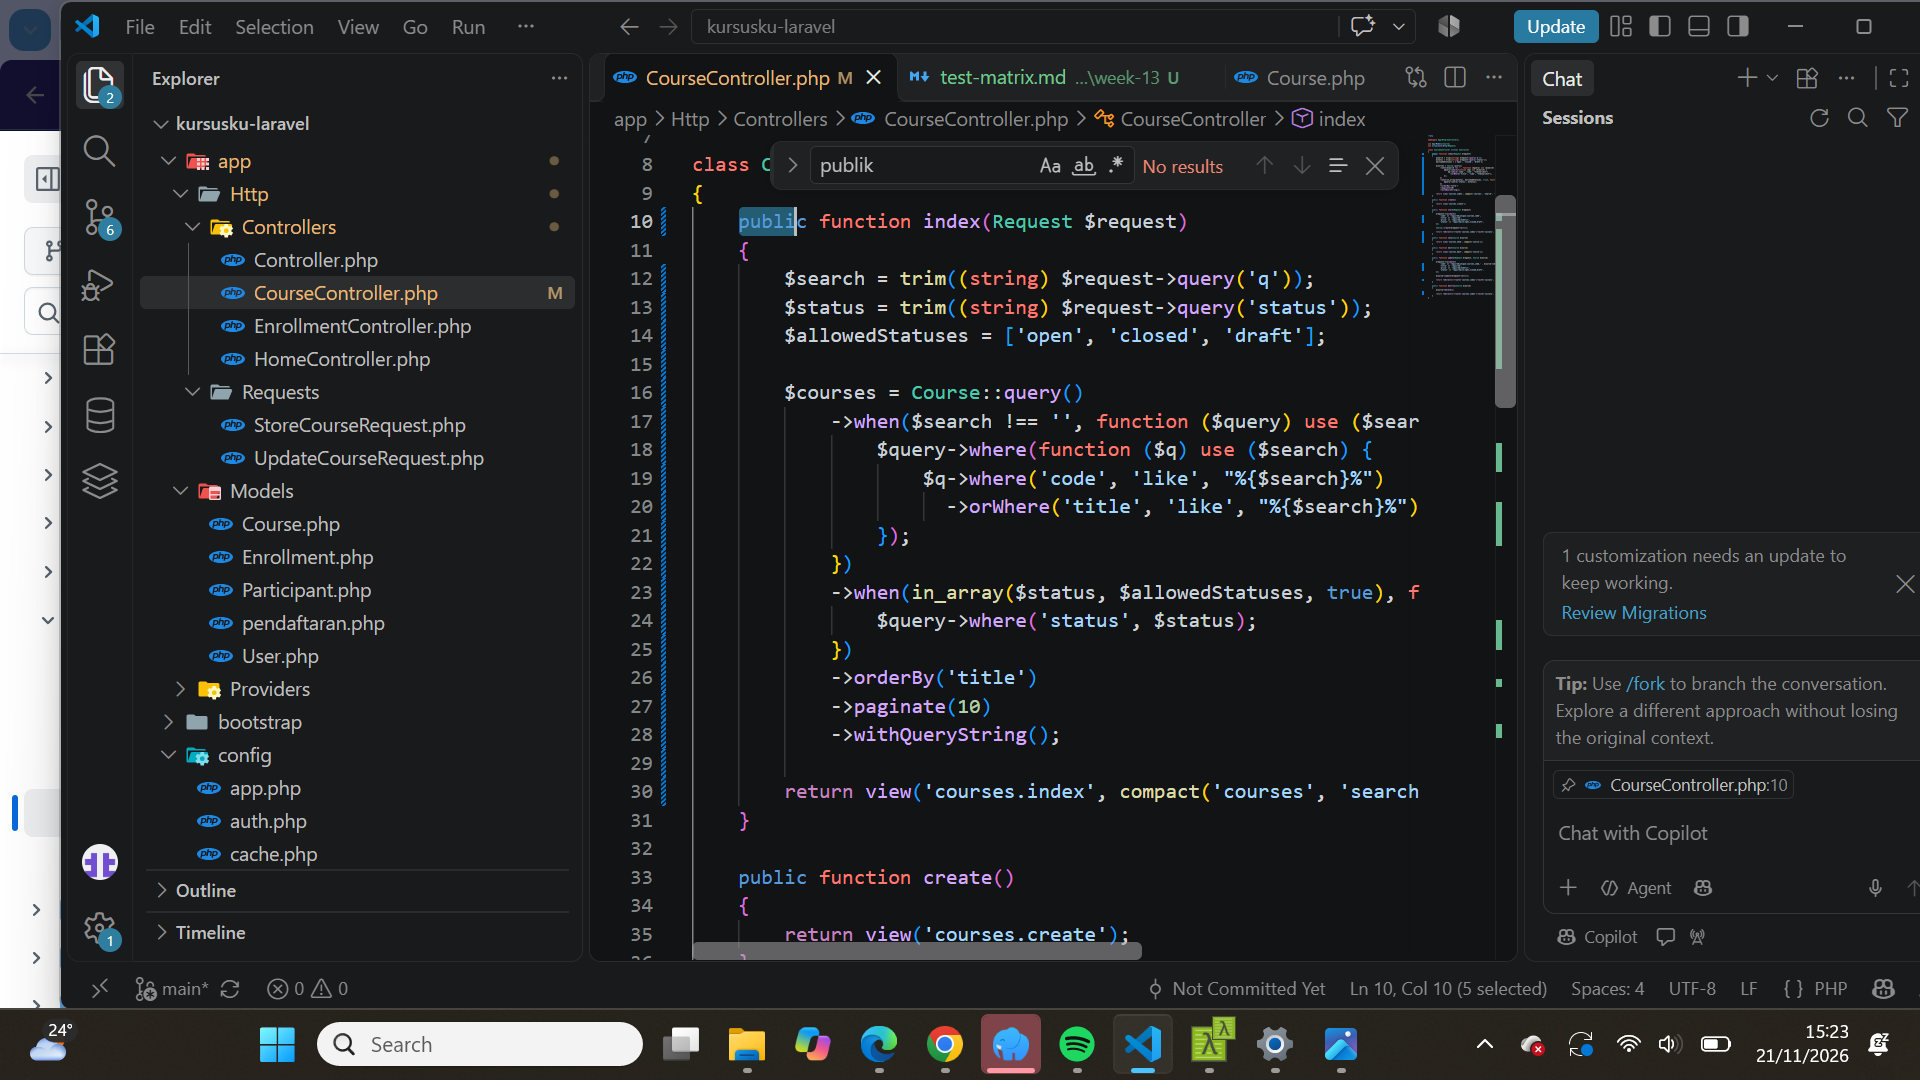 File Edit Selection View Go Run ···
kursusku-laravel
Update
Explorer
CourseController.php M
test-matrix.md ...\week-13 U
Course.php
Chat
Sessions
app > Http > Controllers > CourseController.php > CourseController > index
publik
Aa ab .*
No results
2
6
1
kursusku-laravel
app
Http
Controllers
Controller.php
CourseController.php M
EnrollmentController.php
HomeController.php
Requests
StoreCourseRequest.php
UpdateCourseRequest.php
Models
Course.php
Enrollment.php
Participant.php
pendaftaran.php
User.php
Providers
bootstrap
config
app.php
auth.php
cache.php
Outline
Timeline
7
8 class C
9 {
10 public function index(Request $request)
11 {
12 $search = trim((string) $request->query('q'));
13 $status = trim((string) $request->query('status'));
14 $allowedStatuses = ['open', 'closed', 'draft'];
15
16 $courses = Course::query()
17 ->when($search !== '', function ($query) use ($sear
18 $query->where(function ($q) use ($search) {
19 $q->where('code', 'like', "%{$search}%")
20 ->orWhere('title', 'like', "%{$search}%")
21 });
22 })
23 ->when(in_array($status, $allowedStatuses, true), f
24 $query->where('status', $status);
25 })
26 ->orderBy('title')
27 ->paginate(10)
28 ->withQueryString();
29
30 return view('courses.index', compact('courses', 'search
31 }
32
33 public function create()
34 {
35 return view('courses.create');
1 customization needs an update to
keep working.
Review Migrations
Tip: Use /fork to branch the conversation.
Explore a different approach without losing
the original context.
CourseController.php:10
Chat with Copilot
Agent
Copilot
main*
0 0
Not Committed Yet
Ln 10, Col 10 (5 selected)
Spaces: 4
UTF-8
LF
{ } PHP
24°
Search
15:23
21/11/2026